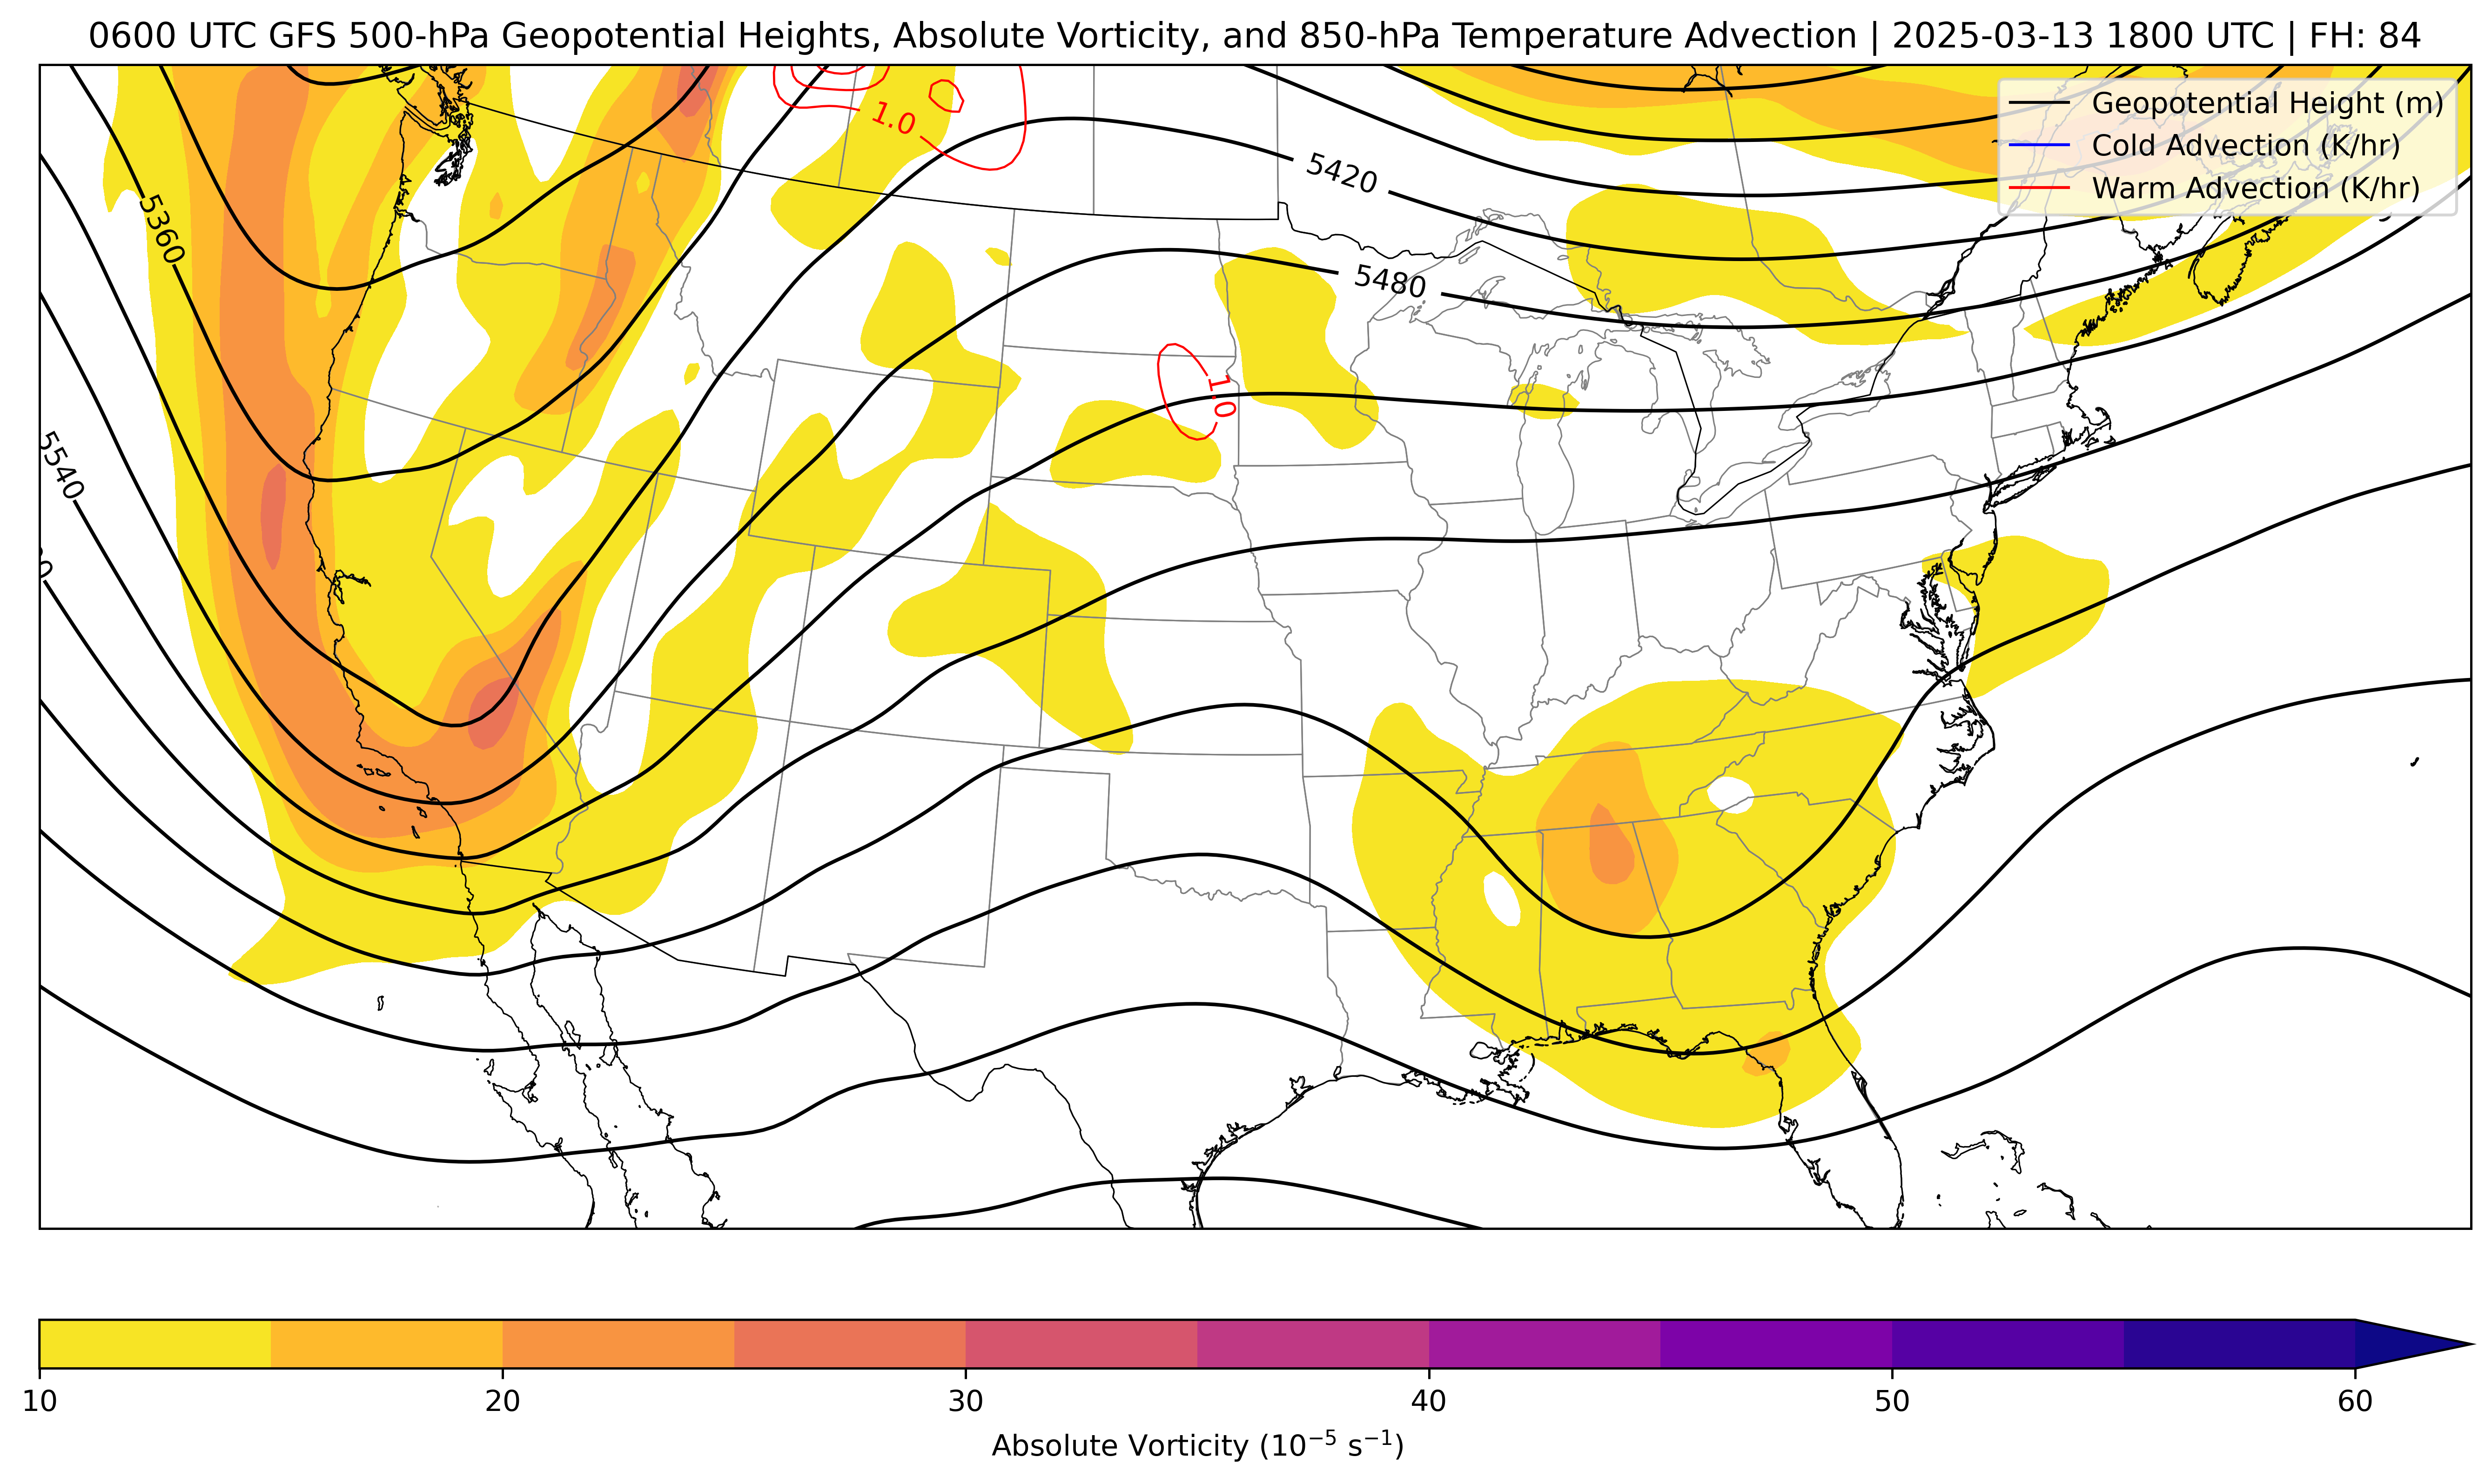 0600 UTC GFS 500-hPa Geopotential Heights, Absolute Vorticity, and 850-hPa Temperature Advection | 2025-03-13 1800 UTC | FH: 84
Geopotential Height (m)
Cold Advection (K/hr)
Warm Advection (K/hr)
1.0
5420
5360
5480
1.0
5540
10
20
30
40
50
60
Absolute Vorticity (10⁻⁵ s⁻¹)